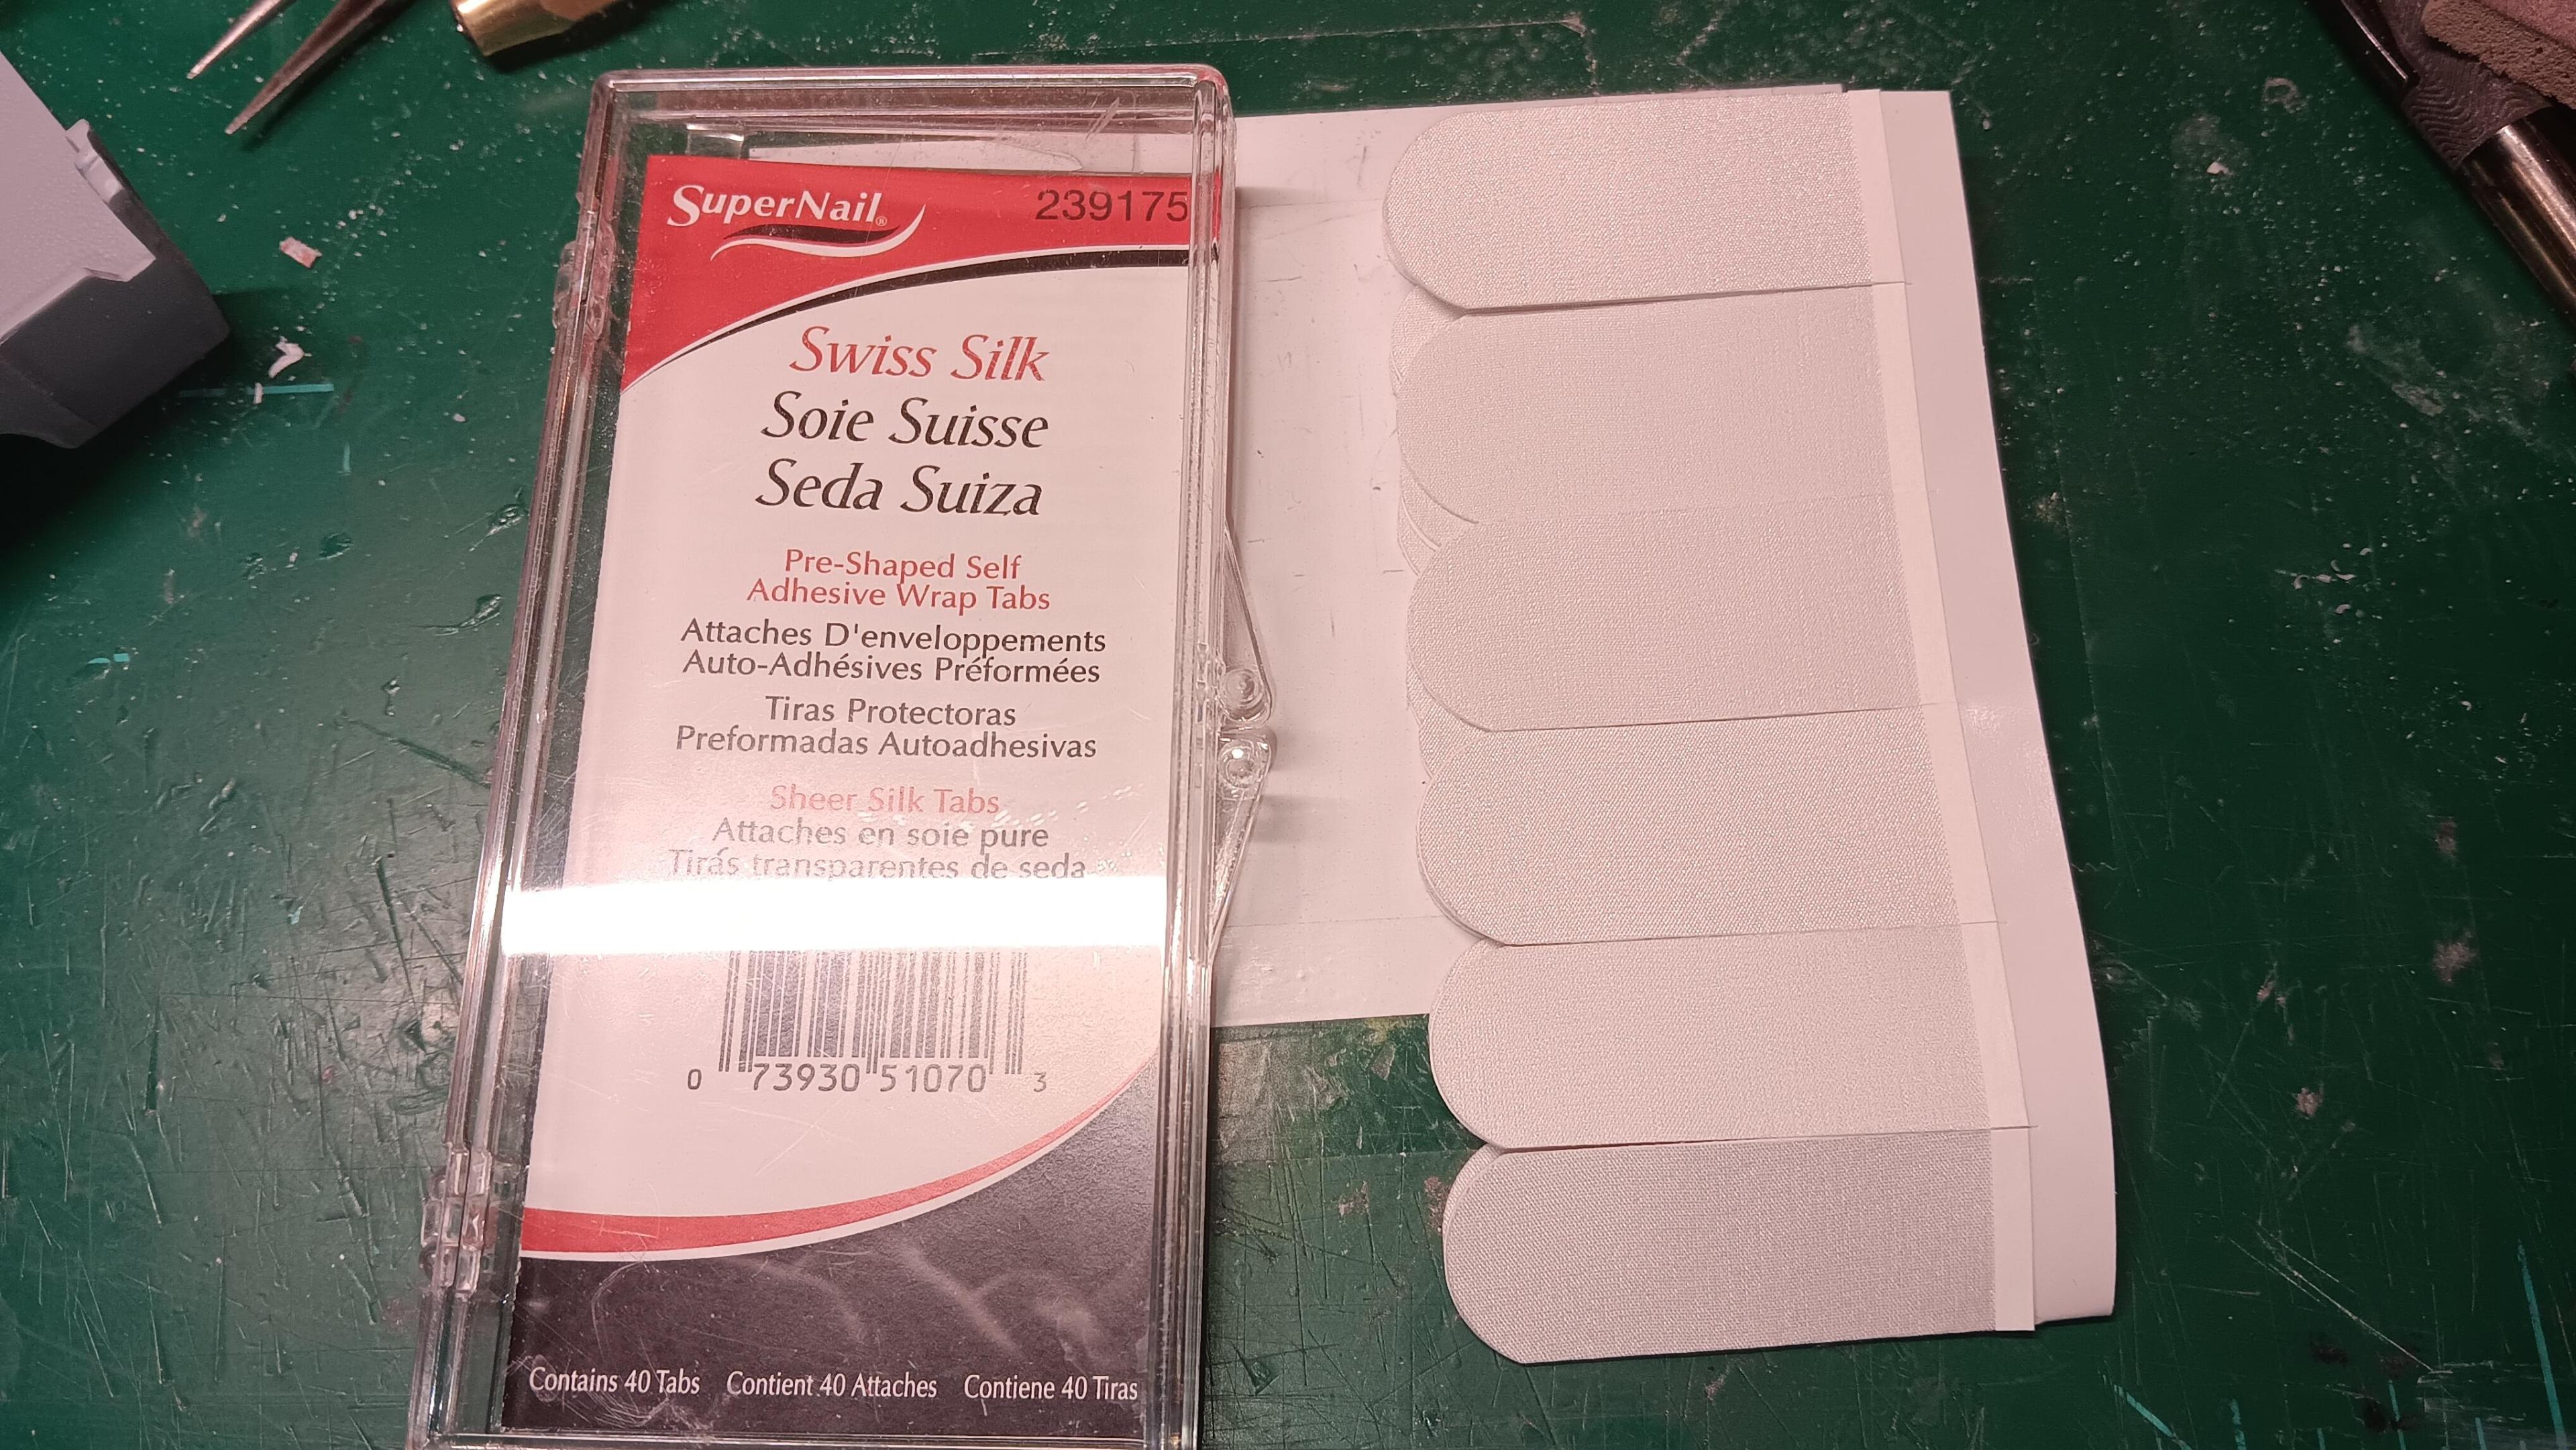 SuperNail®
239175
Swiss Silk
Soie Suisse
Seda Suiza
Pre-Shaped Self
Adhesive Wrap Tabs
Attaches D'enveloppements
Auto-Adhésives Préformées
Tiras Protectoras
Preformadas Autoadhesivas
Sheer Silk Tabs
Attaches en soie pure
Tirás transparentes de seda
0 73930 51070 3
Contains 40 Tabs Contient 40 Attaches Contiene 40 Tiras